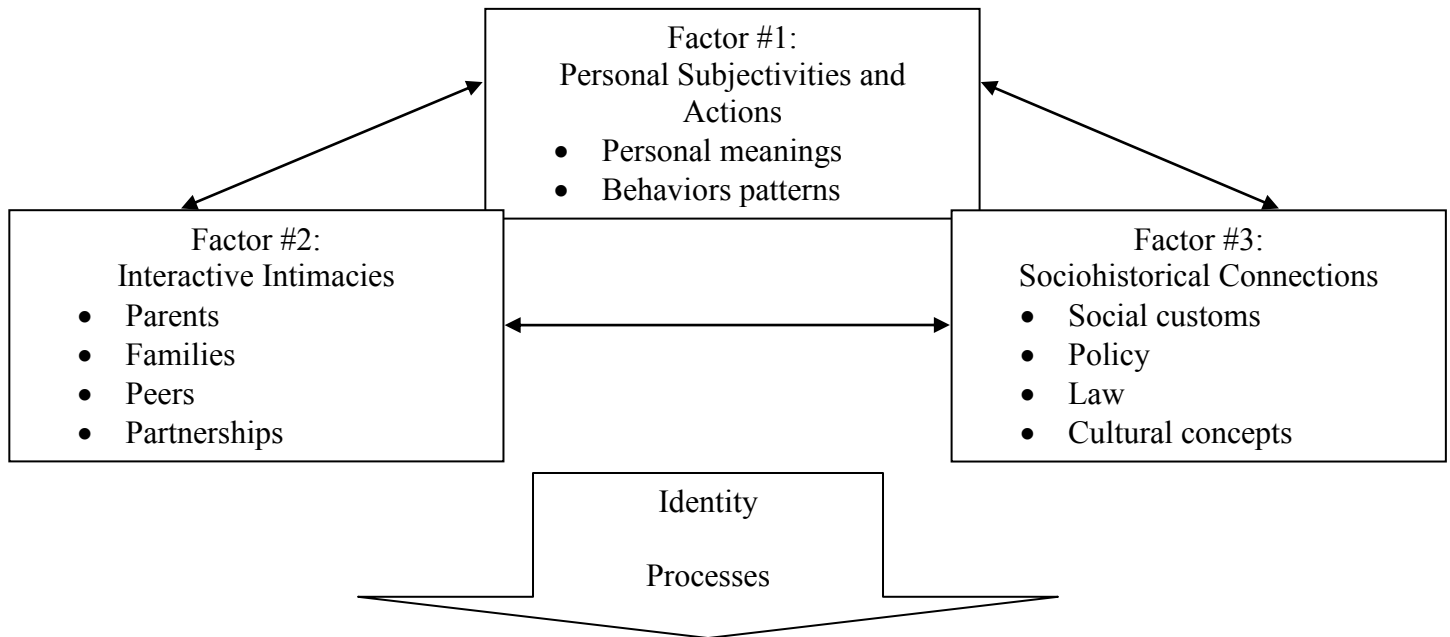 Factor #1:
Personal Subjectivities and
Actions
• Personal meanings
• Behaviors patterns
Factor #2:
Interactive Intimacies
• Parents
• Families
• Peers
• Partnerships
Factor #3:
Sociohistorical Connections
• Social customs
• Policy
• Law
• Cultural concepts
Identity
Processes